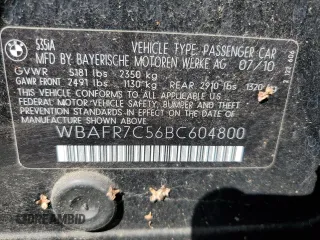 535iA
VEHICLE TYPE: PASSENGER CAR
MFD BY BAYERISCHE MOTOREN WERKE AG 07/10
GVWR 5181 lbs - 2350 kg
GAWR FRONT 2491 lbs - 1130 kg REAR 2910 lbs 1320 kg
THIS VEHICLE CONFORMS TO ALL APPLICABLE
FEDERAL MOTOR VEHICLE SAFETY, BUMPER AND THEFT
PREVENTION STANDARDS IN EFFECT ON THE DATE OF
MANUFACTURE SHOWN ABOVE.
WBAFR7C56BC604800
DREAMBID